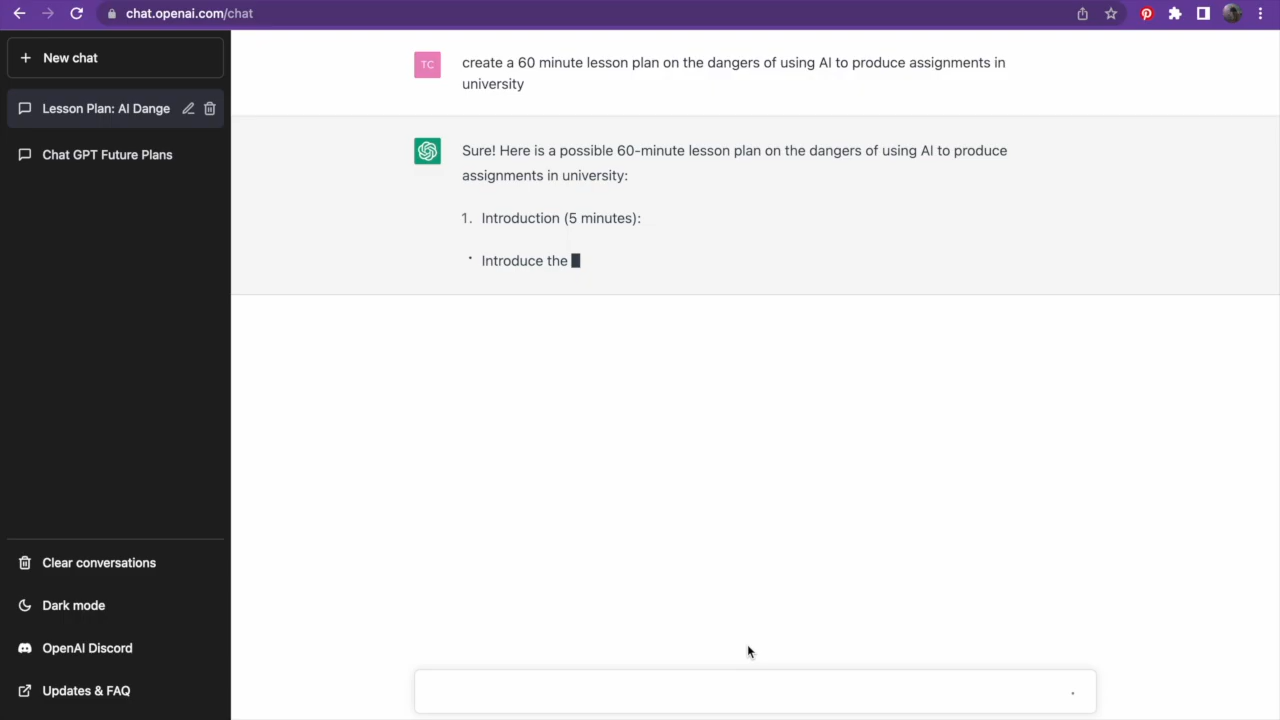 chat.openai.com/chat
New chat
Lesson Plan: AI Dange
Chat GPT Future Plans
Clear conversations
Dark mode
OpenAI Discord
Updates & FAQ
TC
create a 60 minute lesson plan on the dangers of using AI to produce assignments in
university
Sure! Here is a possible 60-minute lesson plan on the dangers of using AI to produce
assignments in university:
1. Introduction (5 minutes):
• Introduce the